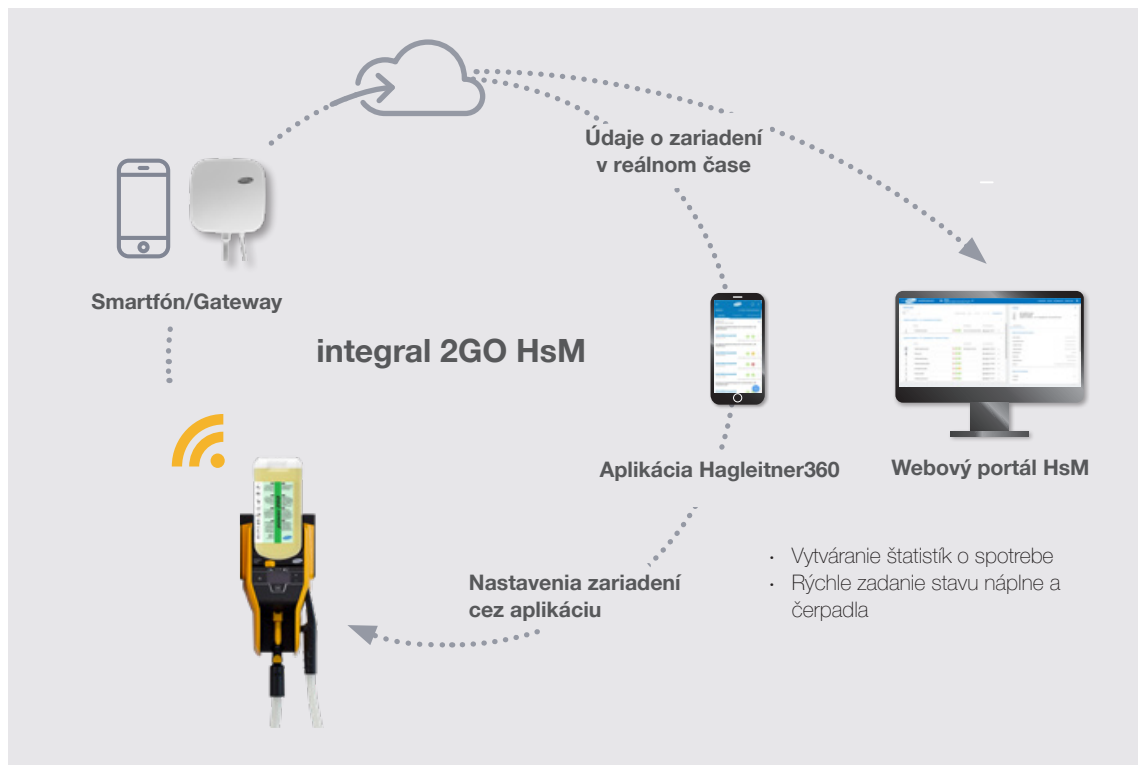 Údaje o zariadení
v reálnom čase
Smartfón/Gateway
integral 2GO HsM
Aplikácia Hagleitner360
Webový portál HsM
· Vytváranie štatistík o spotrebe
· Rýchle zadanie stavu náplne a
čerpadla
Nastavenia zariadení
cez aplikáciu